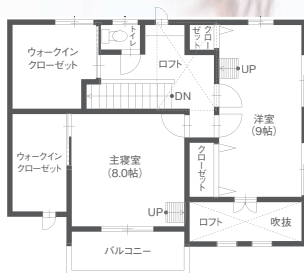 ウォークイン
クローゼット
トイレ
クロー
ゼット
ロフト
UP
DN
洋室
(9帖)
ウォークイン
クローゼット
主寝室
(8.0帖)
クローゼット
UP
ロフト
吹抜
バルコニー